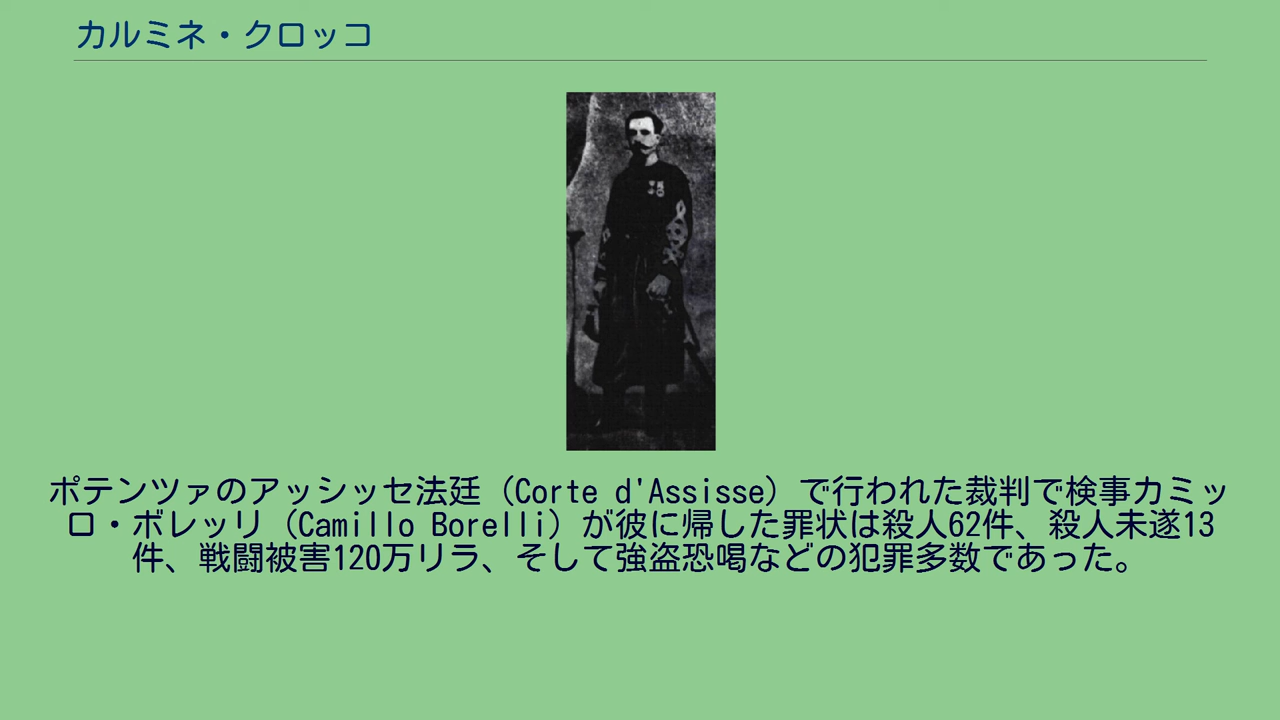 カルミネ・クロッコ
ポテンツァのアッシッセ法廷（Corte d'Assisse）で行われた裁判で検事カミッ
ロ・ボレッリ（Camillo Borelli）が彼に帰した罪状は殺人62件、殺人未遂13
件、戦闘被害120万リラ、そして強盗恐喝などの犯罪多数であった。